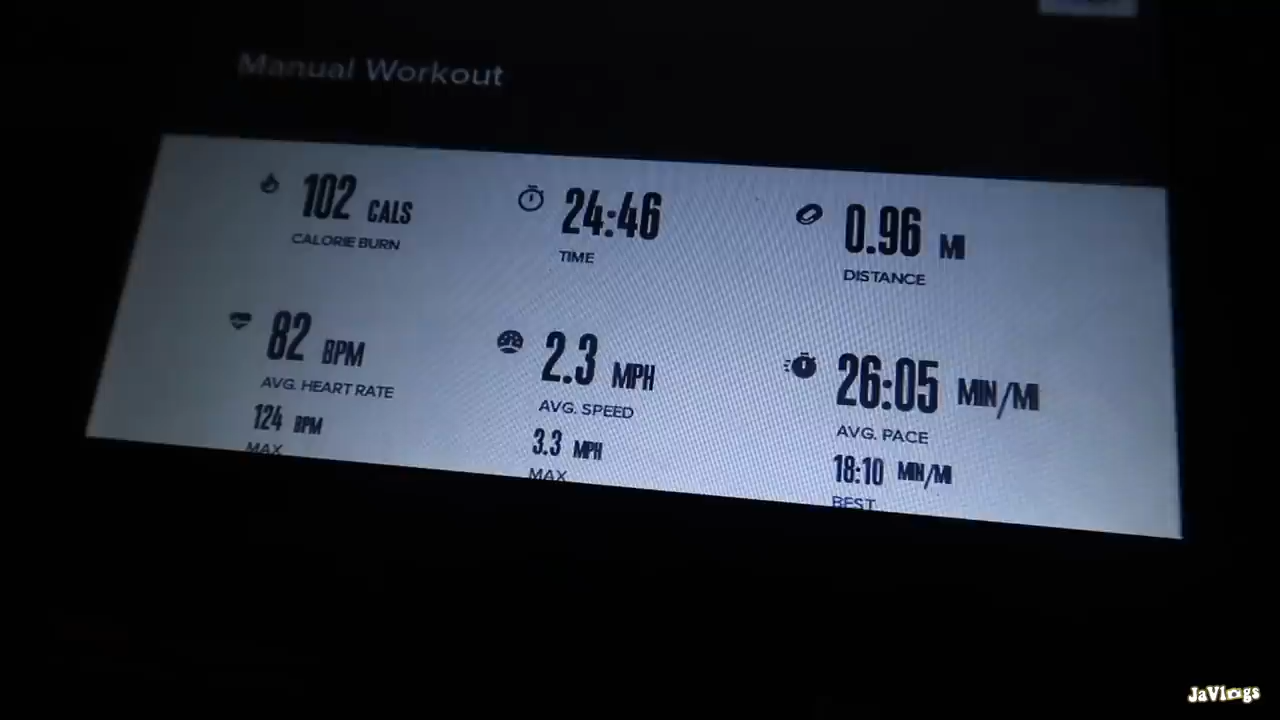 Manual Workout
102 CALS
CALORIE BURN
24:46
TIME
0.96 MI
DISTANCE
82 BPM
AVG. HEART RATE
124 BPM
MAX
2.3 MPH
AVG. SPEED
3.3 MPH
MAX
26:05 MIN/MI
AVG. PACE
18:10 MIN/MI
BEST
JaVlogs